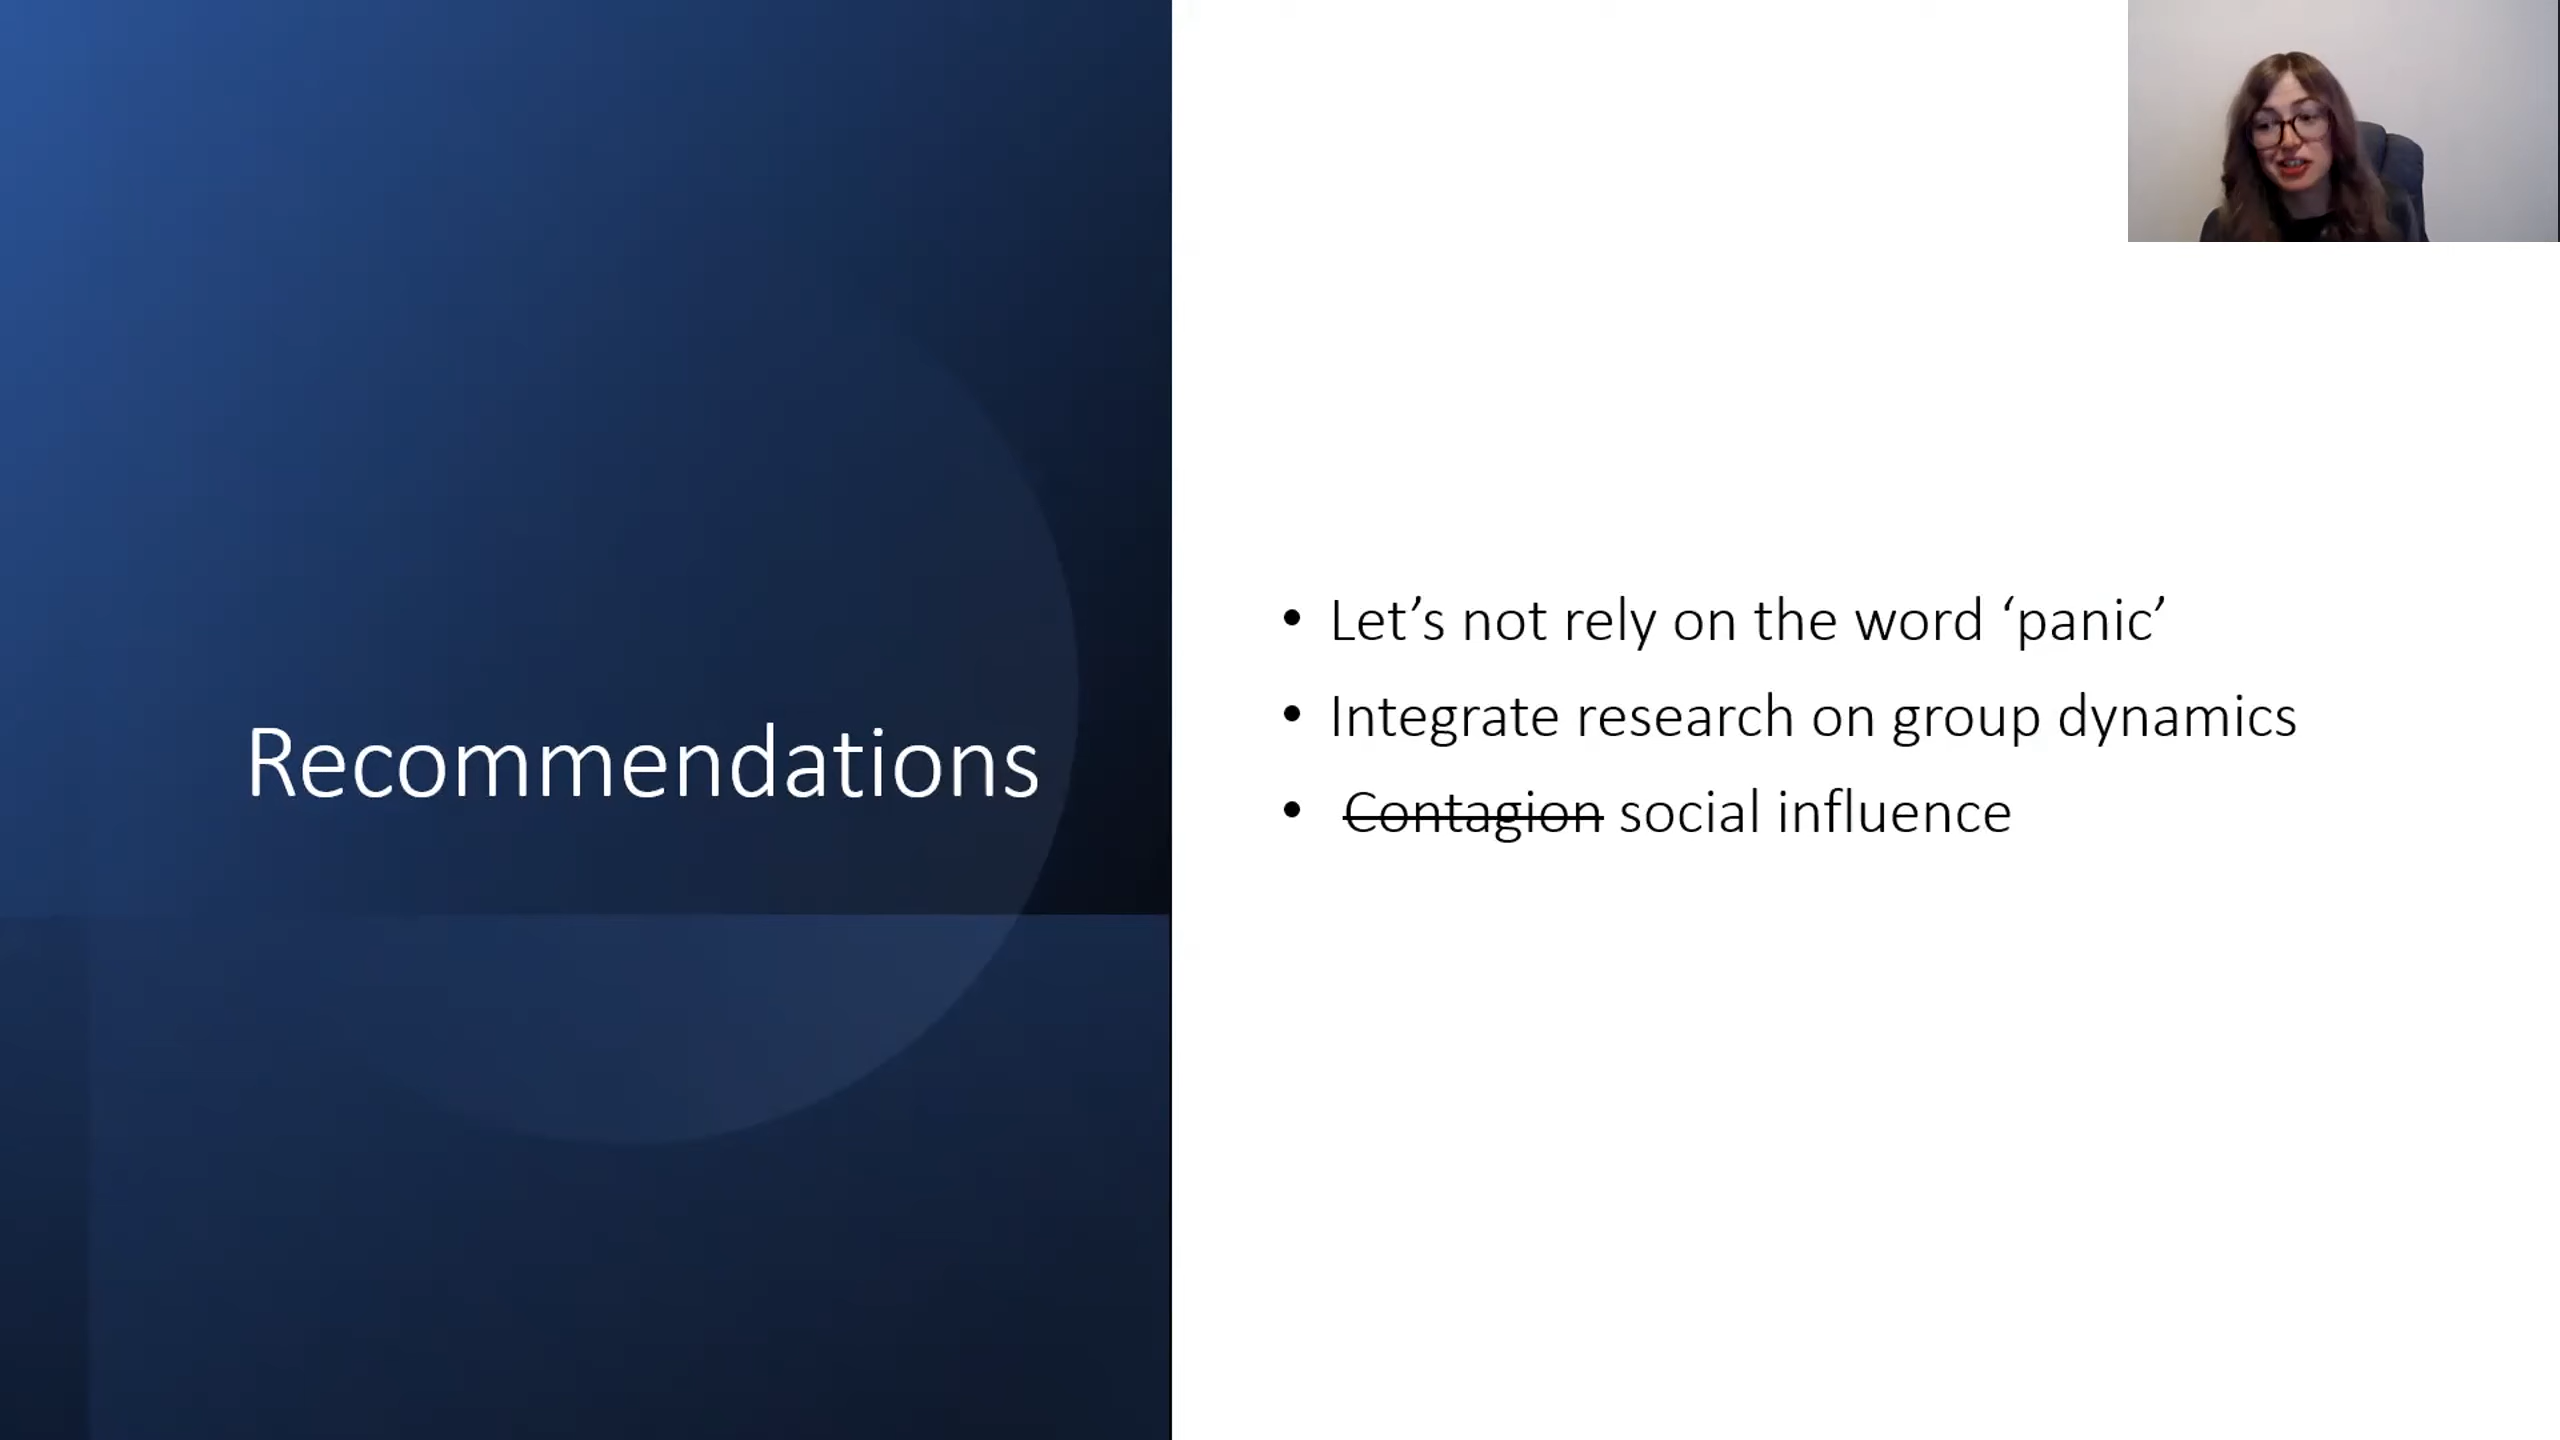 Recommendations
• Let’s not rely on the word ‘panic’
• Integrate research on group dynamics
• Contagion social influence